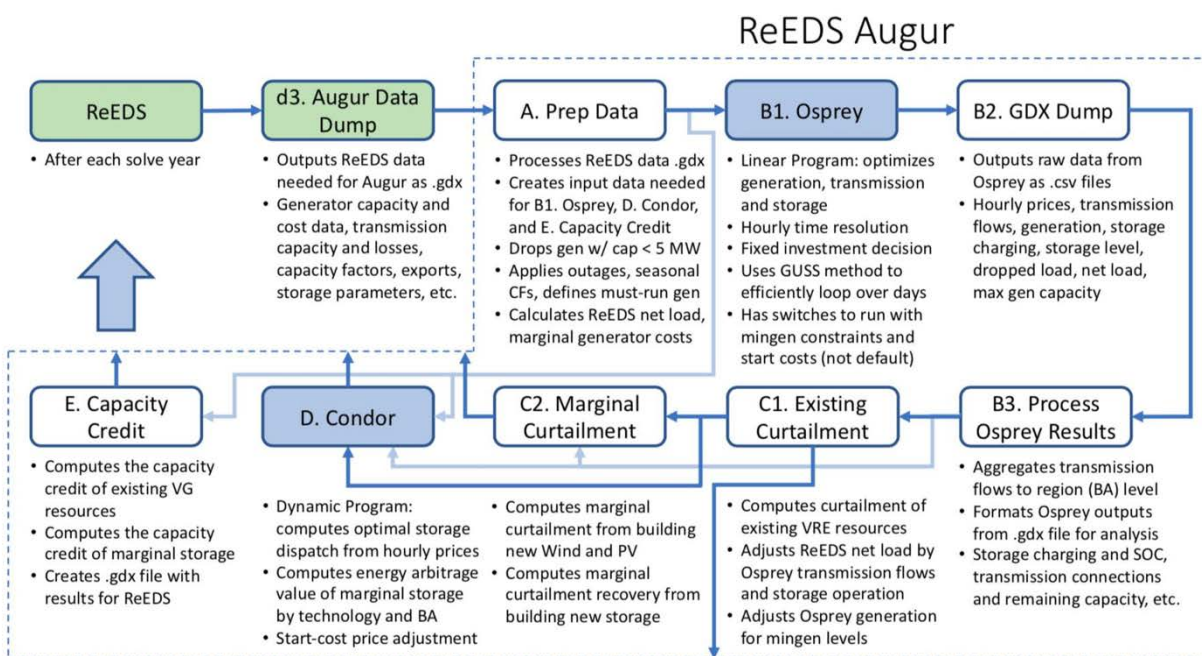 ReEDS Augur
ReEDS
• After each solve year
d3. Augur Data
Dump
• Outputs ReEDS data
needed for Augur as .gdx
• Generator capacity and
cost data, transmission
capacity and losses,
capacity factors, exports,
storage parameters, etc.
A. Prep Data
• Processes ReEDS data .gdx
• Creates input data needed
for B1. Osprey, D. Condor,
and E. Capacity Credit
• Drops gen w/ cap < 5 MW
• Applies outages, seasonal
CFs, defines must-run gen
• Calculates ReEDS net load,
marginal generator costs
B1. Osprey
• Linear Program: optimizes
generation, transmission
and storage
• Hourly time resolution
• Fixed investment decision
• Uses GUSS method to
efficiently loop over days
• Has switches to run with
mingen constraints and
start costs (not default)
B2. GDX Dump
• Outputs raw data from
Osprey as .csv files
• Hourly prices, transmission
flows, generation, storage
charging, storage level,
dropped load, net load,
max gen capacity
E. Capacity
Credit
• Computes the capacity
credit of existing VG
resources
• Computes the capacity
credit of marginal storage
• Creates .gdx file with
results for ReEDS
D. Condor
• Dynamic Program:
computes optimal storage
dispatch from hourly prices
• Computes energy arbitrage
value of marginal storage
by technology and BA
• Start-cost price adjustment
C2. Marginal
Curtailment
• Computes marginal
curtailment from building
new Wind and PV
• Computes marginal
curtailment recovery from
building new storage
C1. Existing
Curtailment
• Computes curtailment of
existing VRE resources
• Adjusts ReEDS net load by
Osprey transmission flows
and storage operation
• Adjusts Osprey generation
for mingen levels
B3. Process
Osprey Results
• Aggregates transmission
flows to region (BA) level
• Formats Osprey outputs
from .gdx file for analysis
• Storage charging and SOC,
transmission connections
and remaining capacity, etc.